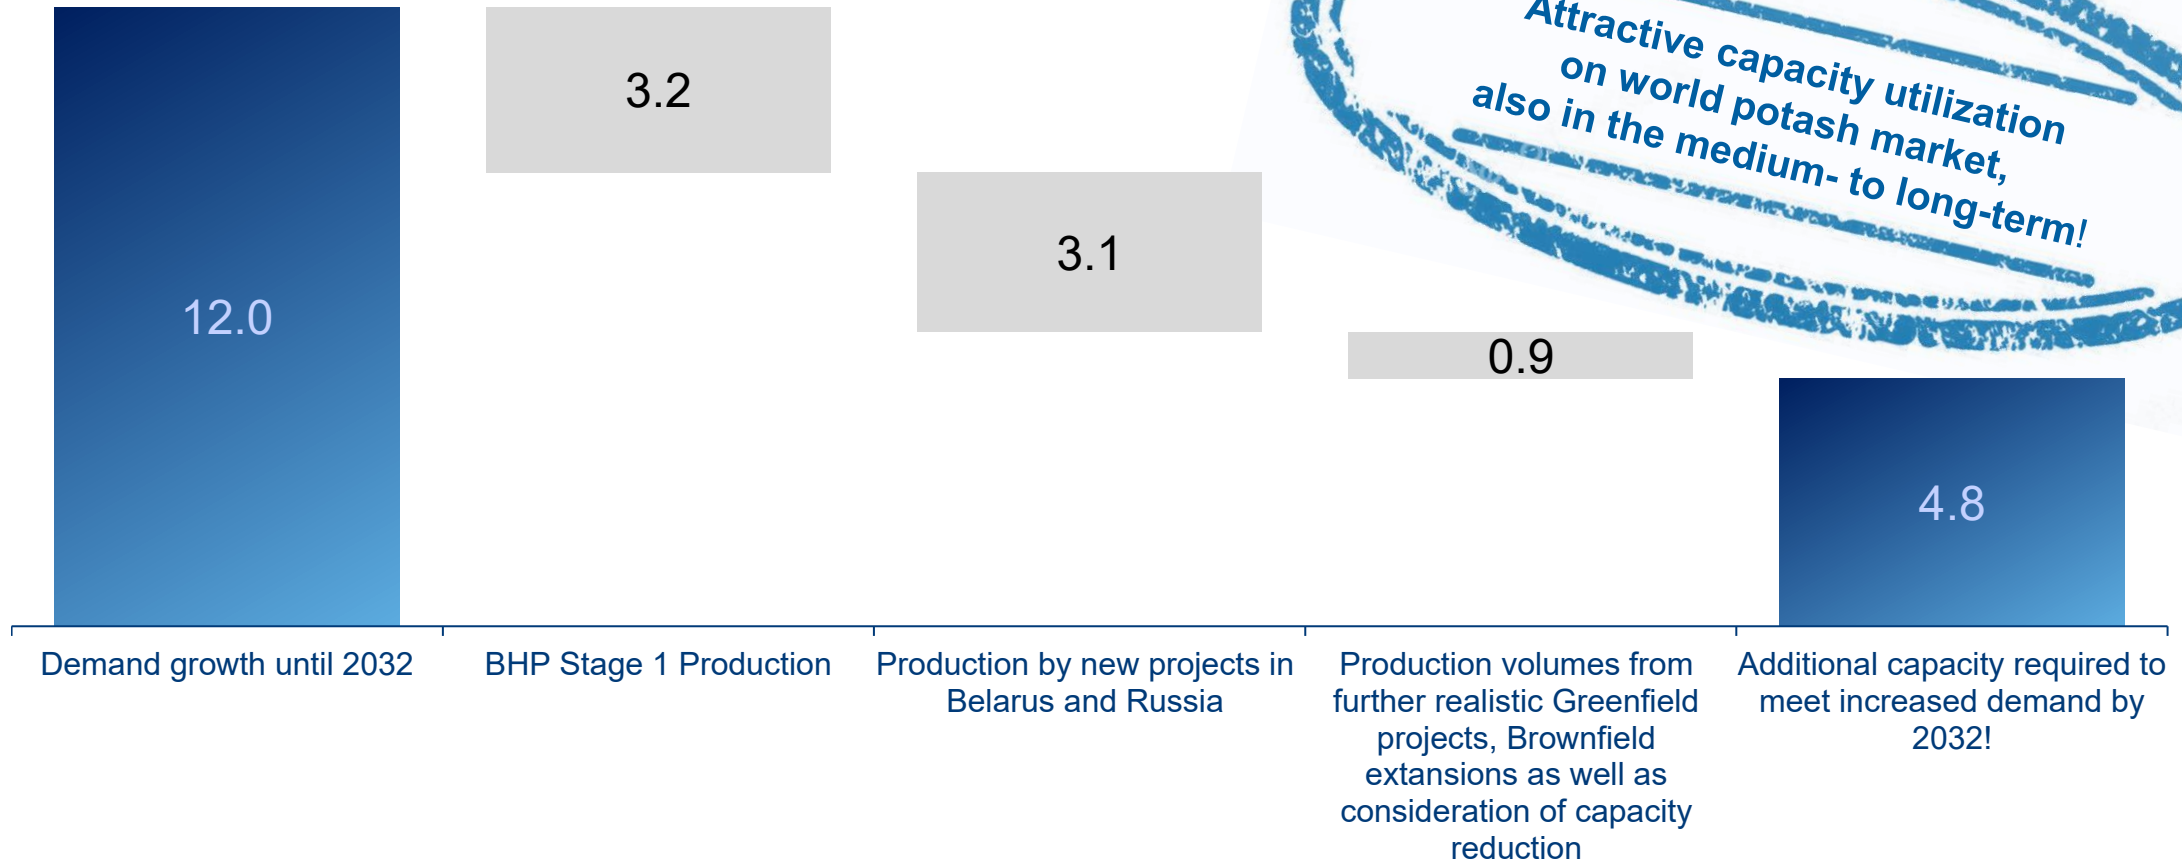 Attractive capacity utilization
on world potash market,
also in the medium- to long-term!
3.2
3.1
12.0
0.9
4.8
Demand growth until 2032
BHP Stage 1 Production
Production by new projects in
Belarus and Russia
Production volumes from
further realistic Greenfield
projects, Brownfield
extansions as well as
consideration of capacity
reduction
Additional capacity required to
meet increased demand by
2032!